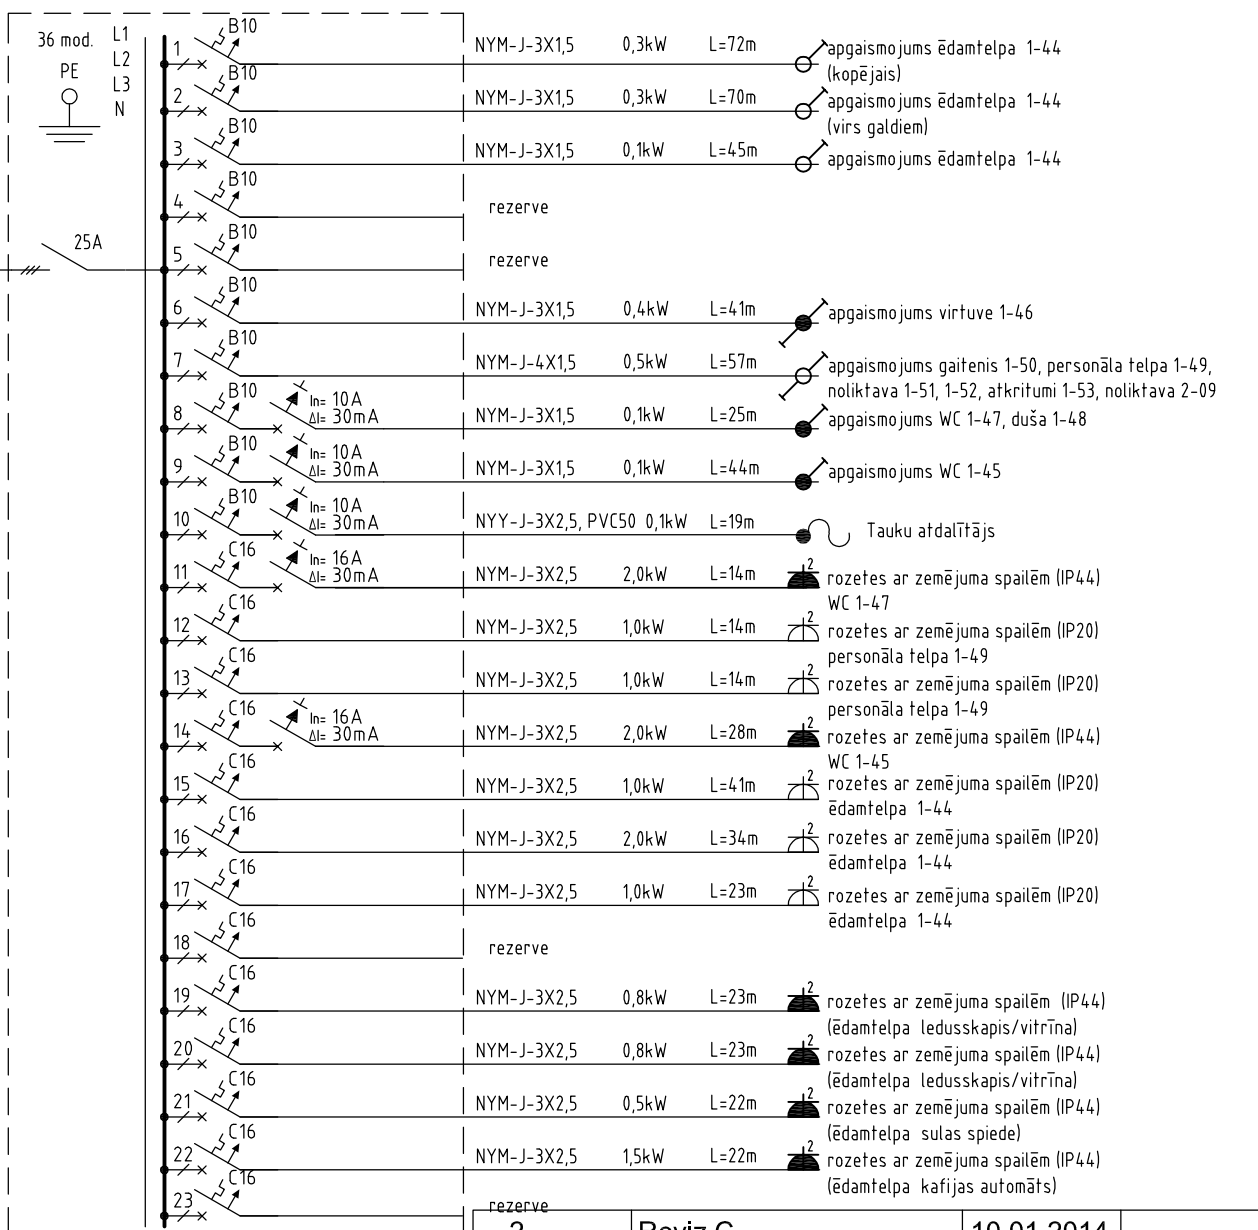 36 mod.
PE
L1
L2
L3
N
25A
1 B10 NYM-J-3X1,5 0,3kW L=72m apgaismojums ēdamtelpa 1-44
(kopējais)
2 B10 NYM-J-3X1,5 0,3kW L=70m apgaismojums ēdamtelpa 1-44
(virs galdiem)
3 B10 NYM-J-3X1,5 0,1kW L=45m apgaismojums ēdamtelpa 1-44
4 B10 rezerve
5 B10 rezerve
6 B10 NYM-J-3X1,5 0,4kW L=41m apgaismojums virtuve 1-46
7 B10 NYM-J-4X1,5 0,5kW L=57m apgaismojums gaitenis 1-50, personāla telpa 1-49,
noliktava 1-51, 1-52, atkritumi 1-53, noliktava 2-09
8 B10 In= 10A
ΔI= 30mA NYM-J-3X1,5 0,1kW L=25m apgaismojums WC 1-47, duša 1-48
9 B10 In= 10A
ΔI= 30mA NYM-J-3X1,5 0,1kW L=44m apgaismojums WC 1-45
10 B10 In= 10A
ΔI= 30mA NYY-J-3X2,5, PVC50 0,1kW L=19m Tauku atdalītājs
11 C16 In= 16A
ΔI= 30mA NYM-J-3X2,5 2,0kW L=14m 2 rozetes ar zemējuma spailēm (IP44)
WC 1-47
12 C16 NYM-J-3X2,5 1,0kW L=14m 2 rozetes ar zemējuma spailēm (IP20)
personāla telpa 1-49
13 C16 NYM-J-3X2,5 1,0kW L=14m 2 rozetes ar zemējuma spailēm (IP20)
personāla telpa 1-49
14 C16 In= 16A
ΔI= 30mA NYM-J-3X2,5 2,0kW L=28m 2 rozetes ar zemējuma spailēm (IP44)
WC 1-45
15 C16 NYM-J-3X2,5 1,0kW L=41m 2 rozetes ar zemējuma spailēm (IP20)
ēdamtelpa 1-44
16 C16 NYM-J-3X2,5 2,0kW L=34m 2 rozetes ar zemējuma spailēm (IP20)
ēdamtelpa 1-44
17 C16 NYM-J-3X2,5 1,0kW L=23m 2 rozetes ar zemējuma spailēm (IP20)
ēdamtelpa 1-44
18 C16 rezerve
19 C16 NYM-J-3X2,5 0,8kW L=23m 2 rozetes ar zemējuma spailēm (IP44)
(ēdamtelpa ledusskapis/vitrīna)
20 C16 NYM-J-3X2,5 0,8kW L=23m 2 rozetes ar zemējuma spailēm (IP44)
(ēdamtelpa ledusskapis/vitrīna)
21 C16 NYM-J-3X2,5 0,5kW L=22m 2 rozetes ar zemējuma spailēm (IP44)
(ēdamtelpa sulas spiede)
22 C16 NYM-J-3X2,5 1,5kW L=22m 2 rozetes ar zemējuma spailēm (IP44)
(ēdamtelpa kafijas automāts)
23 C16 rezerve
10.01.2014